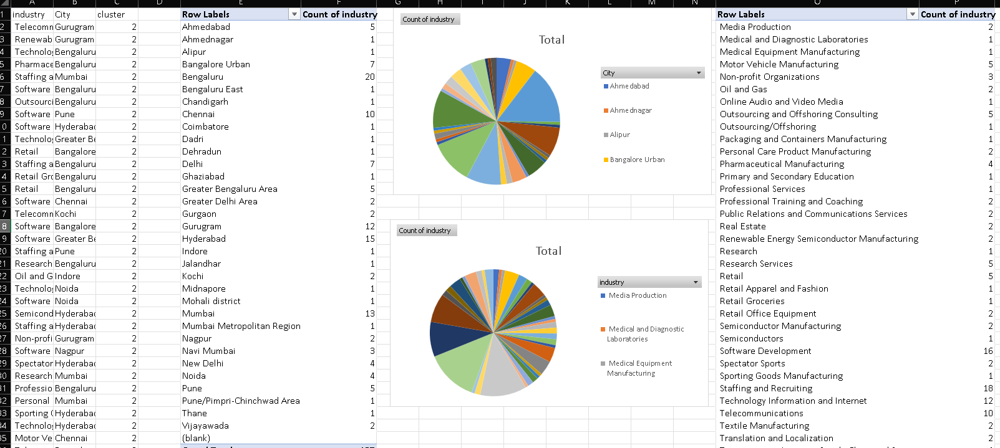 A B C D E F G H I J K L M N O P
1 industry City cluster Row Labels Count of industry Row Labels Count of industry
2 Telecomn Gurugram 2 Ahmedabad 5 Media Production 2
3 Renewab Gurugram 2 Ahmednagar 1 Medical and Diagnostic Laboratories 1
4 Technolo Bengaluru 2 Alipur 1 Medical Equipment Manufacturing 1
5 Pharmace Bengaluru 2 Bangalore Urban 7 Motor Vehicle Manufacturing 5
6 Staffing a Mumbai 2 Bengaluru 20 Non-profit Organizations 3
7 Software Bengaluru 2 Bengaluru East 1 Oil and Gas 2
8 Outsourci Bengaluru 2 Chandigarh 1 Online Audio and Video Media 1
9 Software Pune 2 Chennai 10 Outsourcing and Offshoring Consulting 5
0 Software Hyderabad 2 Coimbatore 1 Outsourcing/Offshoring 1
1 Technolo Greater Be 2 Dadri 1 Packaging and Containers Manufacturing 1
2 Retail Bangalore 2 Dehradun 1 Personal Care Product Manufacturing 2
3 Staffing a Bengaluru 2 Delhi 7 Pharmaceutical Manufacturing 4
4 Retail Gro Bengaluru 2 Ghaziabad 1 Primary and Secondary Education 1
5 Retail Bengaluru 2 Greater Bengaluru Area 5 Professional Services 1
6 Software Chennai 2 Greater Delhi Area 2 Professional Training and Coaching 2
7 Telecomn Kochi 2 Gurgaon 2 Public Relations and Communications Services 2
8 Software Bangalore 2 Gurugram 12 Real Estate 2
9 Software Greater Be 2 Hyderabad 15 Renewable Energy Semiconductor Manufacturing 2
20 Staffing a Pune 2 Indore 1 Research 1
21 Research Bengaluru 2 Jalandhar 1 Research Services 5
22 Oil and G Indore 2 Kochi 2 Retail 5
23 Technolo Noida 2 Midnapore 1 Retail Apparel and Fashion 1
24 Software Noida 2 Mohali district 1 Retail Groceries 1
25 Semicond Hyderabad 2 Mumbai 13 Retail Office Equipment 2
26 Staffing a Hyderabad 2 Mumbai Metropolitan Region 1 Semiconductor Manufacturing 2
27 Non-profi Gurugram 2 Nagpur 2 Semiconductors 1
28 Software Nagpur 2 Navi Mumbai 3 Software Development 16
29 Spectator Hyderabad 2 New Delhi 4 Spectator Sports 2
30 Research Mumbai 2 Noida 4 Sporting Goods Manufacturing 1
31 Professio Bengaluru 2 Pune 5 Staffing and Recruiting 18
32 Personal Mumbai 2 Pune/Pimpri-Chinchwad Area 1 Technology Information and Internet 12
33 Sporting Hyderabad 2 Thane 1 Telecommunications 10
34 Technolo Hyderabad 2 Vijayawada 2 Textile Manufacturing 2
35 Motor Ve Chennai 2 (blank) Translation and Localization 2
Count of industry
Total
City
Ahmedabad
Ahmednagar
Alipur
Bangalore Urban
Count of industry
Total
industry
Media Production
Medical and Diagnostic
Laboratories
Medical Equipment
Manufacturing